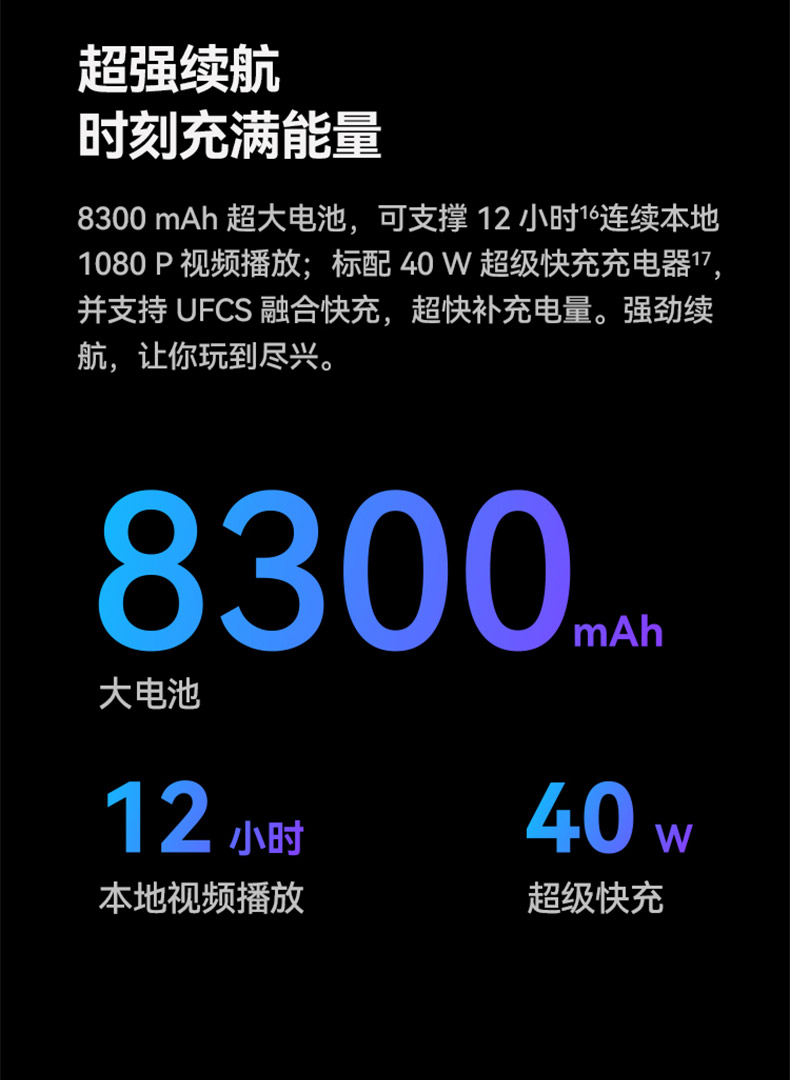 超强续航
时刻充满能量
8300 mAh 超大电池，可支撑 12 小时¹⁶连续本地
1080 P 视频播放；标配 40 W 超级快充充电器¹⁷，
并支持 UFCS 融合快充，超快补充电量。强劲续
航，让你玩到尽兴。
8300 mAh
大电池
12 小时
40 W
本地视频播放
超级快充